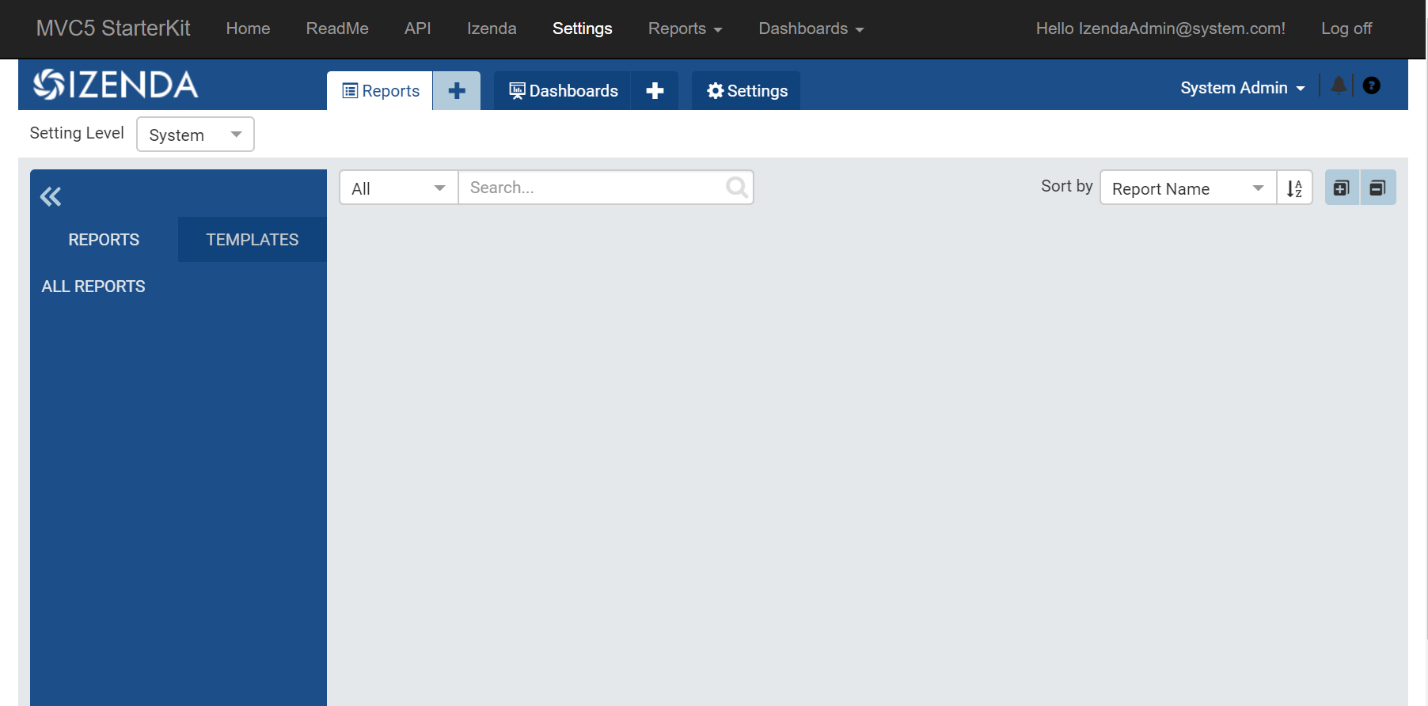 MVC5 StarterKit Home ReadMe API Izenda Settings Reports Dashboards Hello IzendaAdmin@system.com! Log off
IZENDA Reports Dashboards Settings System Admin
Setting Level System
All Search... Sort by Report Name AZ
REPORTS TEMPLATES
ALL REPORTS